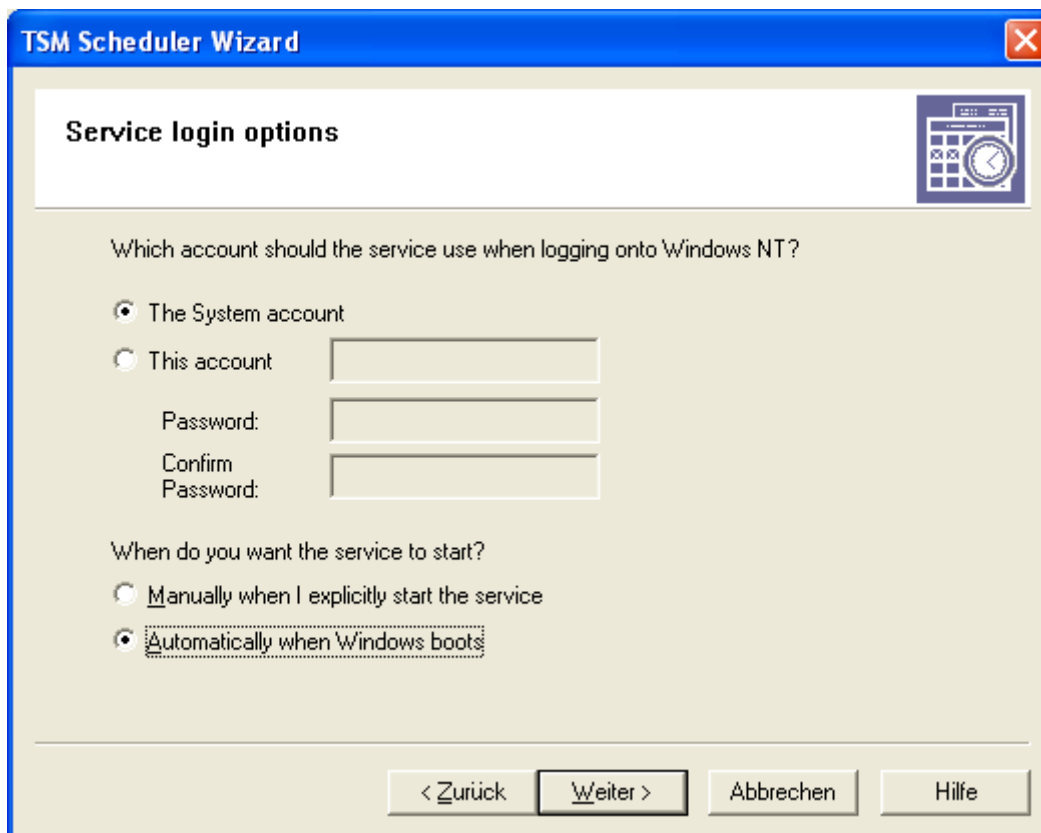 TSM Scheduler Wizard
Service login options
Which account should the service use when logging onto Windows NT?
The System account
This account
Password:
Confirm
Password:
When do you want the service to start?
Manually when I explicitly start the service
Automatically when Windows boots
< Zurück
Weiter >
Abbrechen
Hilfe